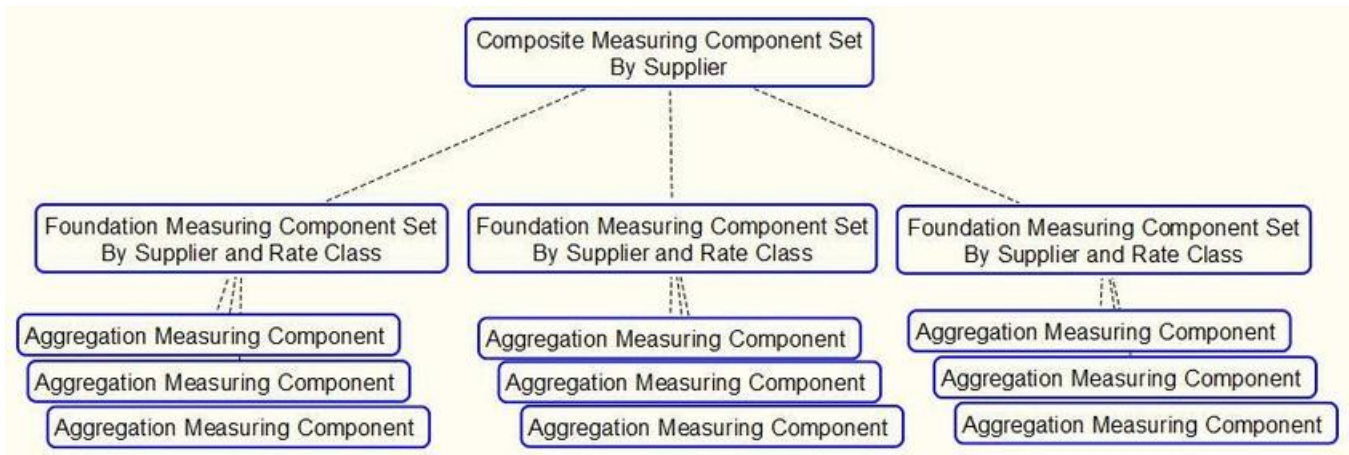 Composite Measuring Component Set
By Supplier
Foundation Measuring Component Set
By Supplier and Rate Class
Foundation Measuring Component Set
By Supplier and Rate Class
Foundation Measuring Component Set
By Supplier and Rate Class
Aggregation Measuring Component
Aggregation Measuring Component
Aggregation Measuring Component
Aggregation Measuring Component
Aggregation Measuring Component
Aggregation Measuring Component
Aggregation Measuring Component
Aggregation Measuring Component
Aggregation Measuring Component